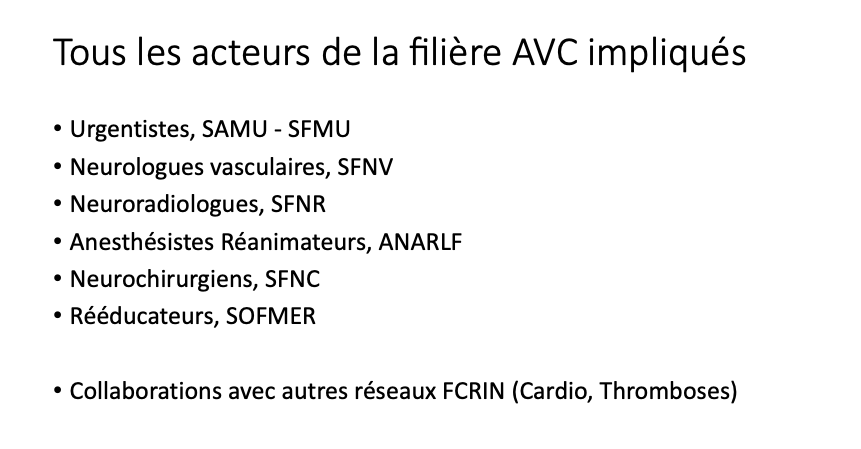 Tous les acteurs de la filière AVC impliqués
• Urgentistes, SAMU - SFMU
• Neurologues vasculaires, SFNV
• Neuroradiologues, SFNR
• Anesthésistes Réanimateurs, ANARLF
• Neurochirurgiens, SFNC
• Rééducateurs, SOFMER
• Collaborations avec autres réseaux FCRIN (Cardio, Thromboses)